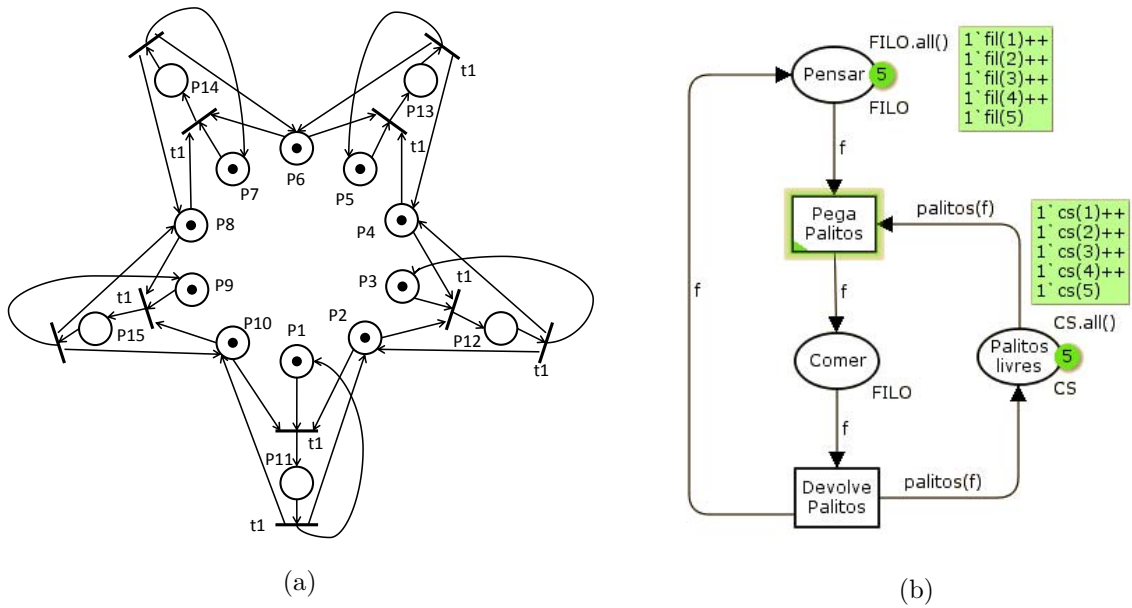 P14
t1
P7
P6
P13
t1
t1
P5
P8
P4
t1
P9
P3
t1
P15
P10
P1
P2
P12
t1
t1
P11
t1
(a)
FILO.all()
Pensar
5
FILO
1`fil(1)++
1`fil(2)++
1`fil(3)++
1`fil(4)++
1`fil(5)
f
Pega
Palitos
palitos(f)
1`cs(1)++
1`cs(2)++
1`cs(3)++
1`cs(4)++
1`cs(5)
f
f
CS.all()
Palitos
livres
5
CS
Comer
FILO
f
Devolve
Palitos
palitos(f)
(b)